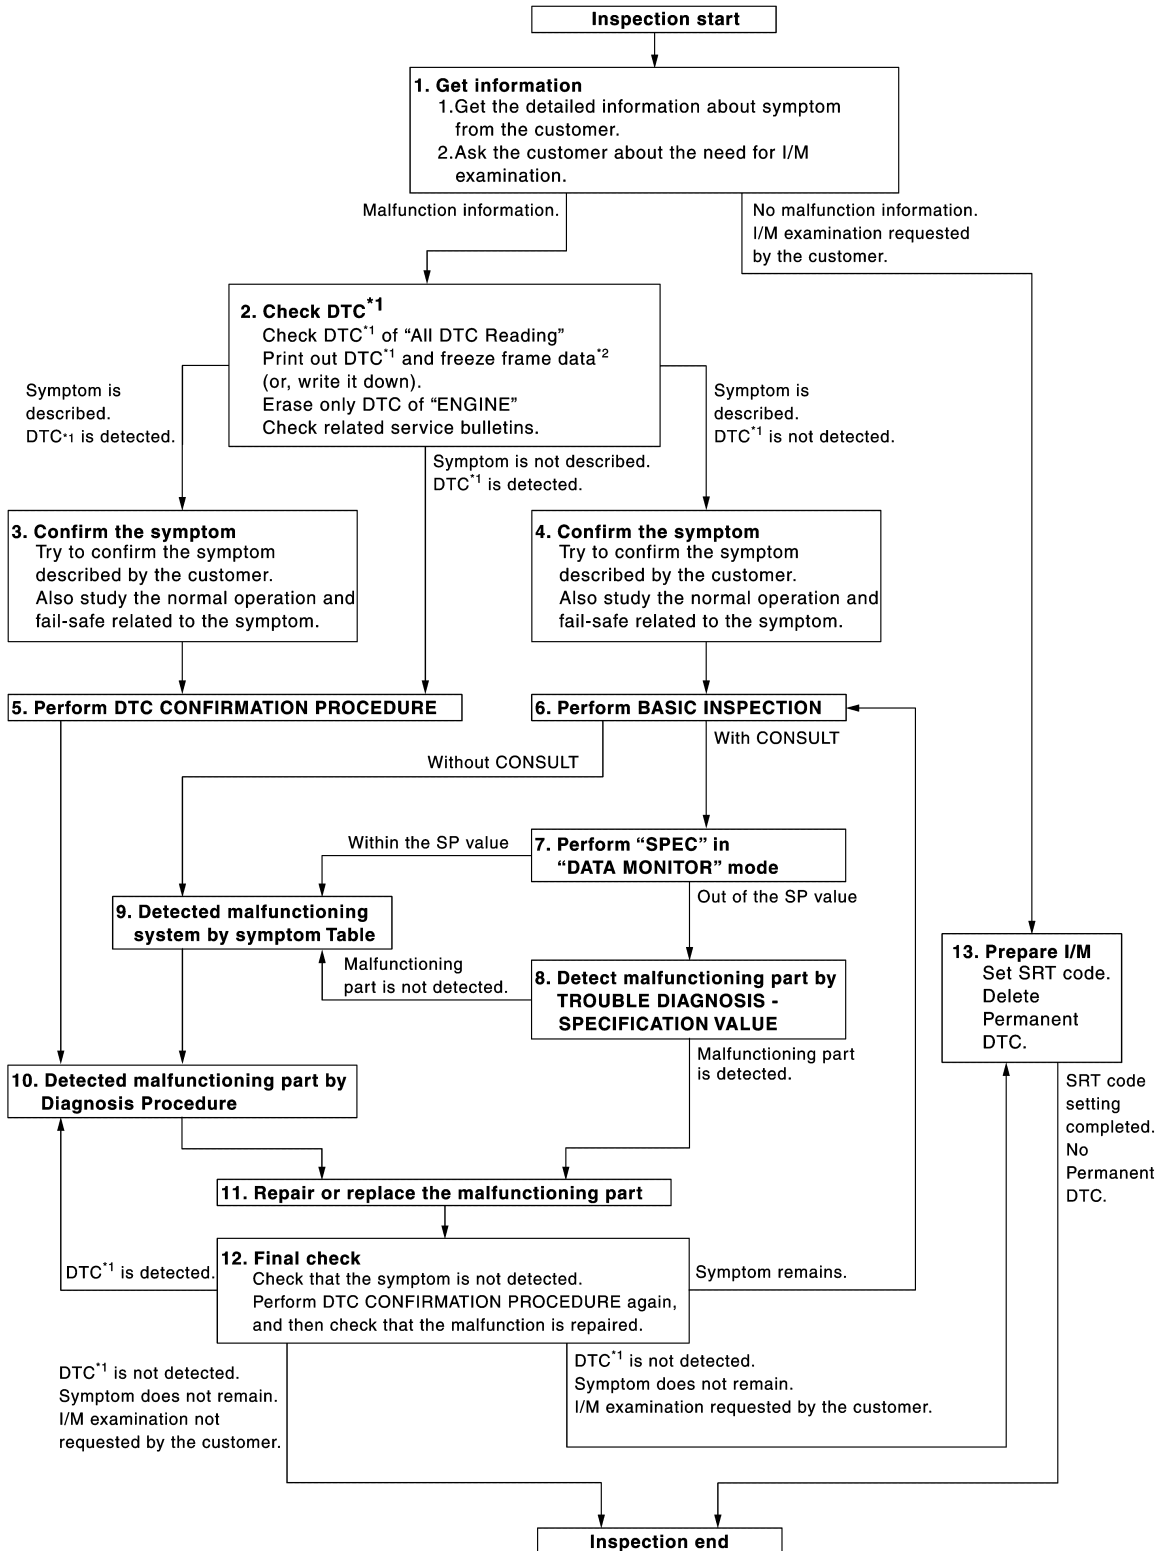 Inspection start
1. Get information
1.Get the detailed information about symptom
from the customer.
2.Ask the customer about the need for I/M
examination.
Malfunction information.
No malfunction information.
I/M examination requested
by the customer.
2. Check DTC*1
Check DTC*1 of “All DTC Reading”
Print out DTC*1 and freeze frame data*2
(or, write it down).
Erase only DTC of “ENGINE”
Check related service bulletins.
Symptom is
described.
DTC*1 is detected.
Symptom is
described.
DTC*1 is not detected.
Symptom is not described.
DTC*1 is detected.
3. Confirm the symptom
Try to confirm the symptom
described by the customer.
Also study the normal operation and
fail-safe related to the symptom.
4. Confirm the symptom
Try to confirm the symptom
described by the customer.
Also study the normal operation and
fail-safe related to the symptom.
5. Perform DTC CONFIRMATION PROCEDURE
6. Perform BASIC INSPECTION
With CONSULT
Without CONSULT
7. Perform “SPEC” in
“DATA MONITOR” mode
Within the SP value
Out of the SP value
9. Detected malfunctioning
system by symptom Table
Malfunctioning
part is not detected.
8. Detect malfunctioning part by
TROUBLE DIAGNOSIS -
SPECIFICATION VALUE
13. Prepare I/M
Set SRT code.
Delete
Permanent
DTC.
Malfunctioning part
is detected.
10. Detected malfunctioning part by
Diagnosis Procedure
SRT code
setting
completed.
No
Permanent
DTC.
11. Repair or replace the malfunctioning part
12. Final check
Check that the symptom is not detected.
Perform DTC CONFIRMATION PROCEDURE again,
and then check that the malfunction is repaired.
DTC*1 is detected.
Symptom remains.
DTC*1 is not detected.
Symptom does not remain.
I/M examination not
requested by the customer.
DTC*1 is not detected.
Symptom does not remain.
I/M examination requested by the customer.
Inspection end